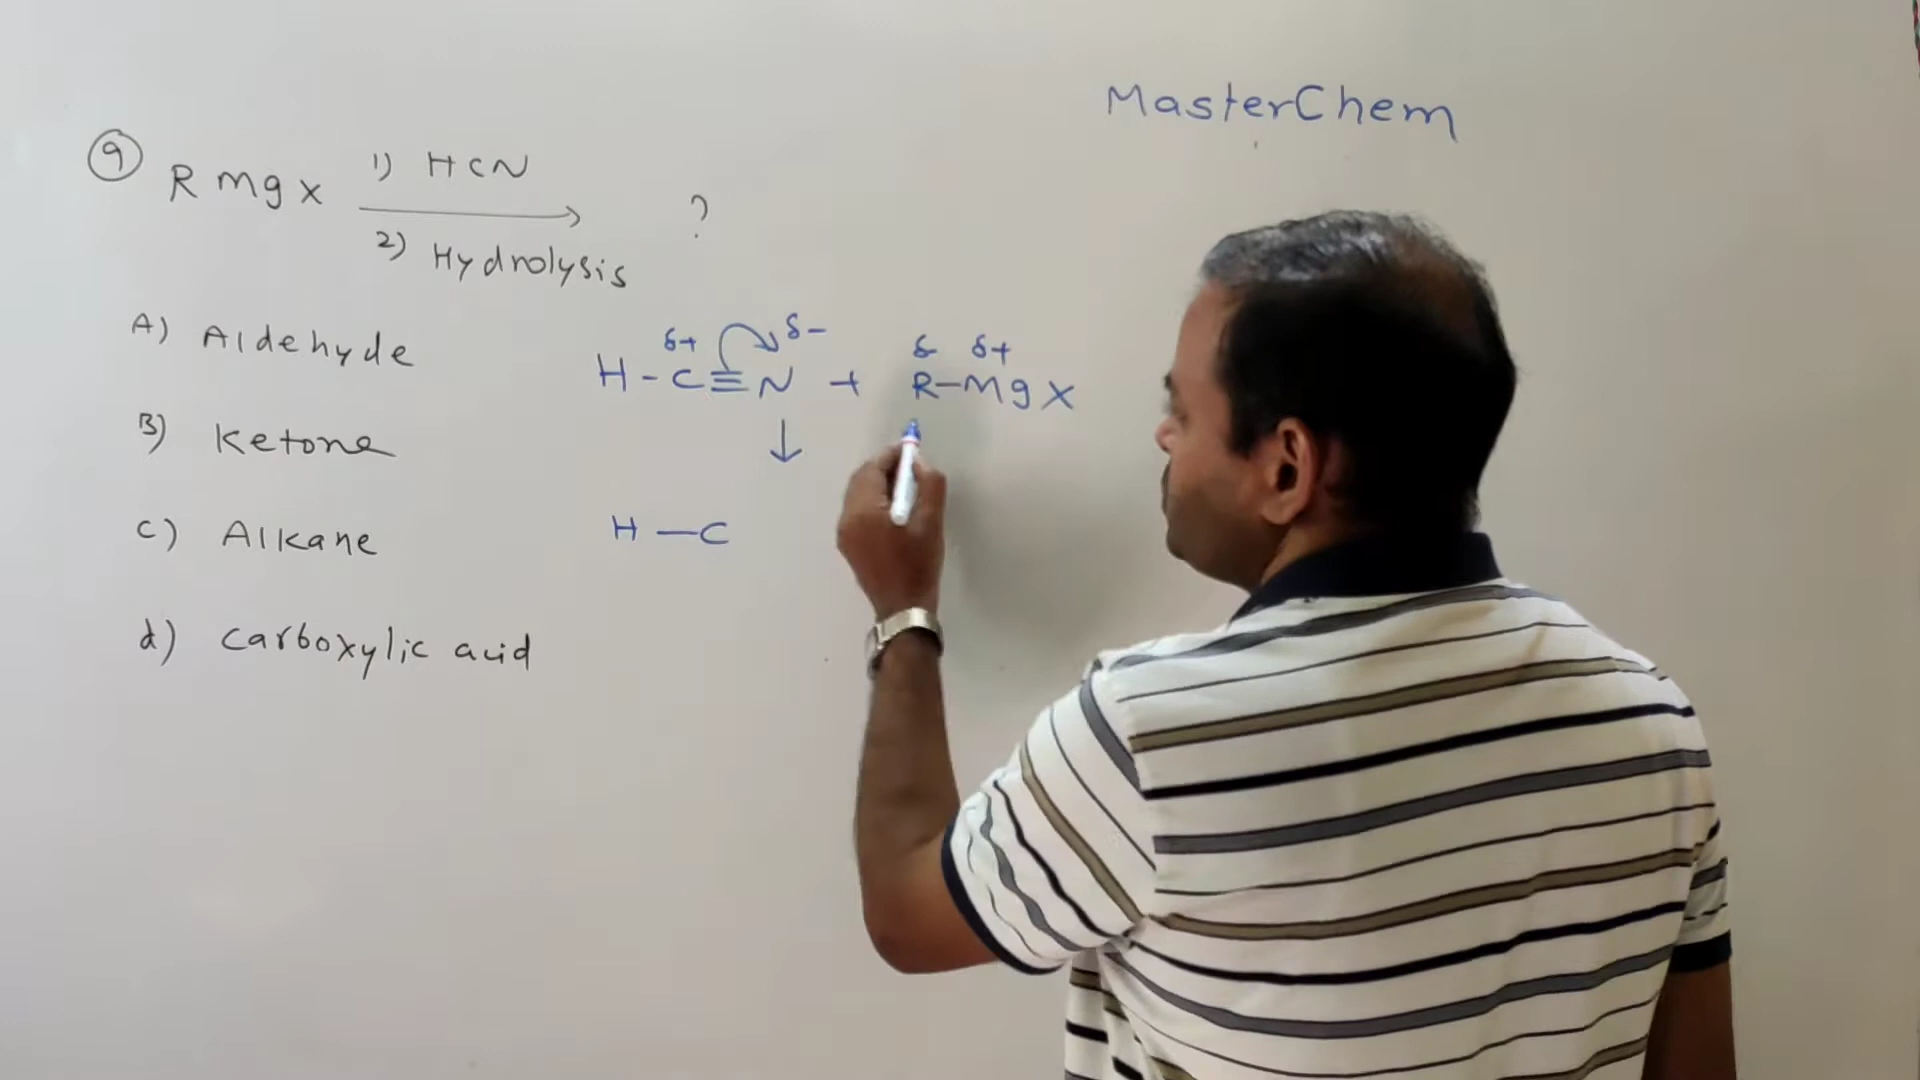 MasterChem
9 R Mg X 1) HCN
2) Hydrolysis ?
A) Aldehyde
B) Ketone
C) Alkane
d) Carboxylic acid
δ+ δ- δ- δ+
H - C ≡ N + R - Mg X
↓
H - C